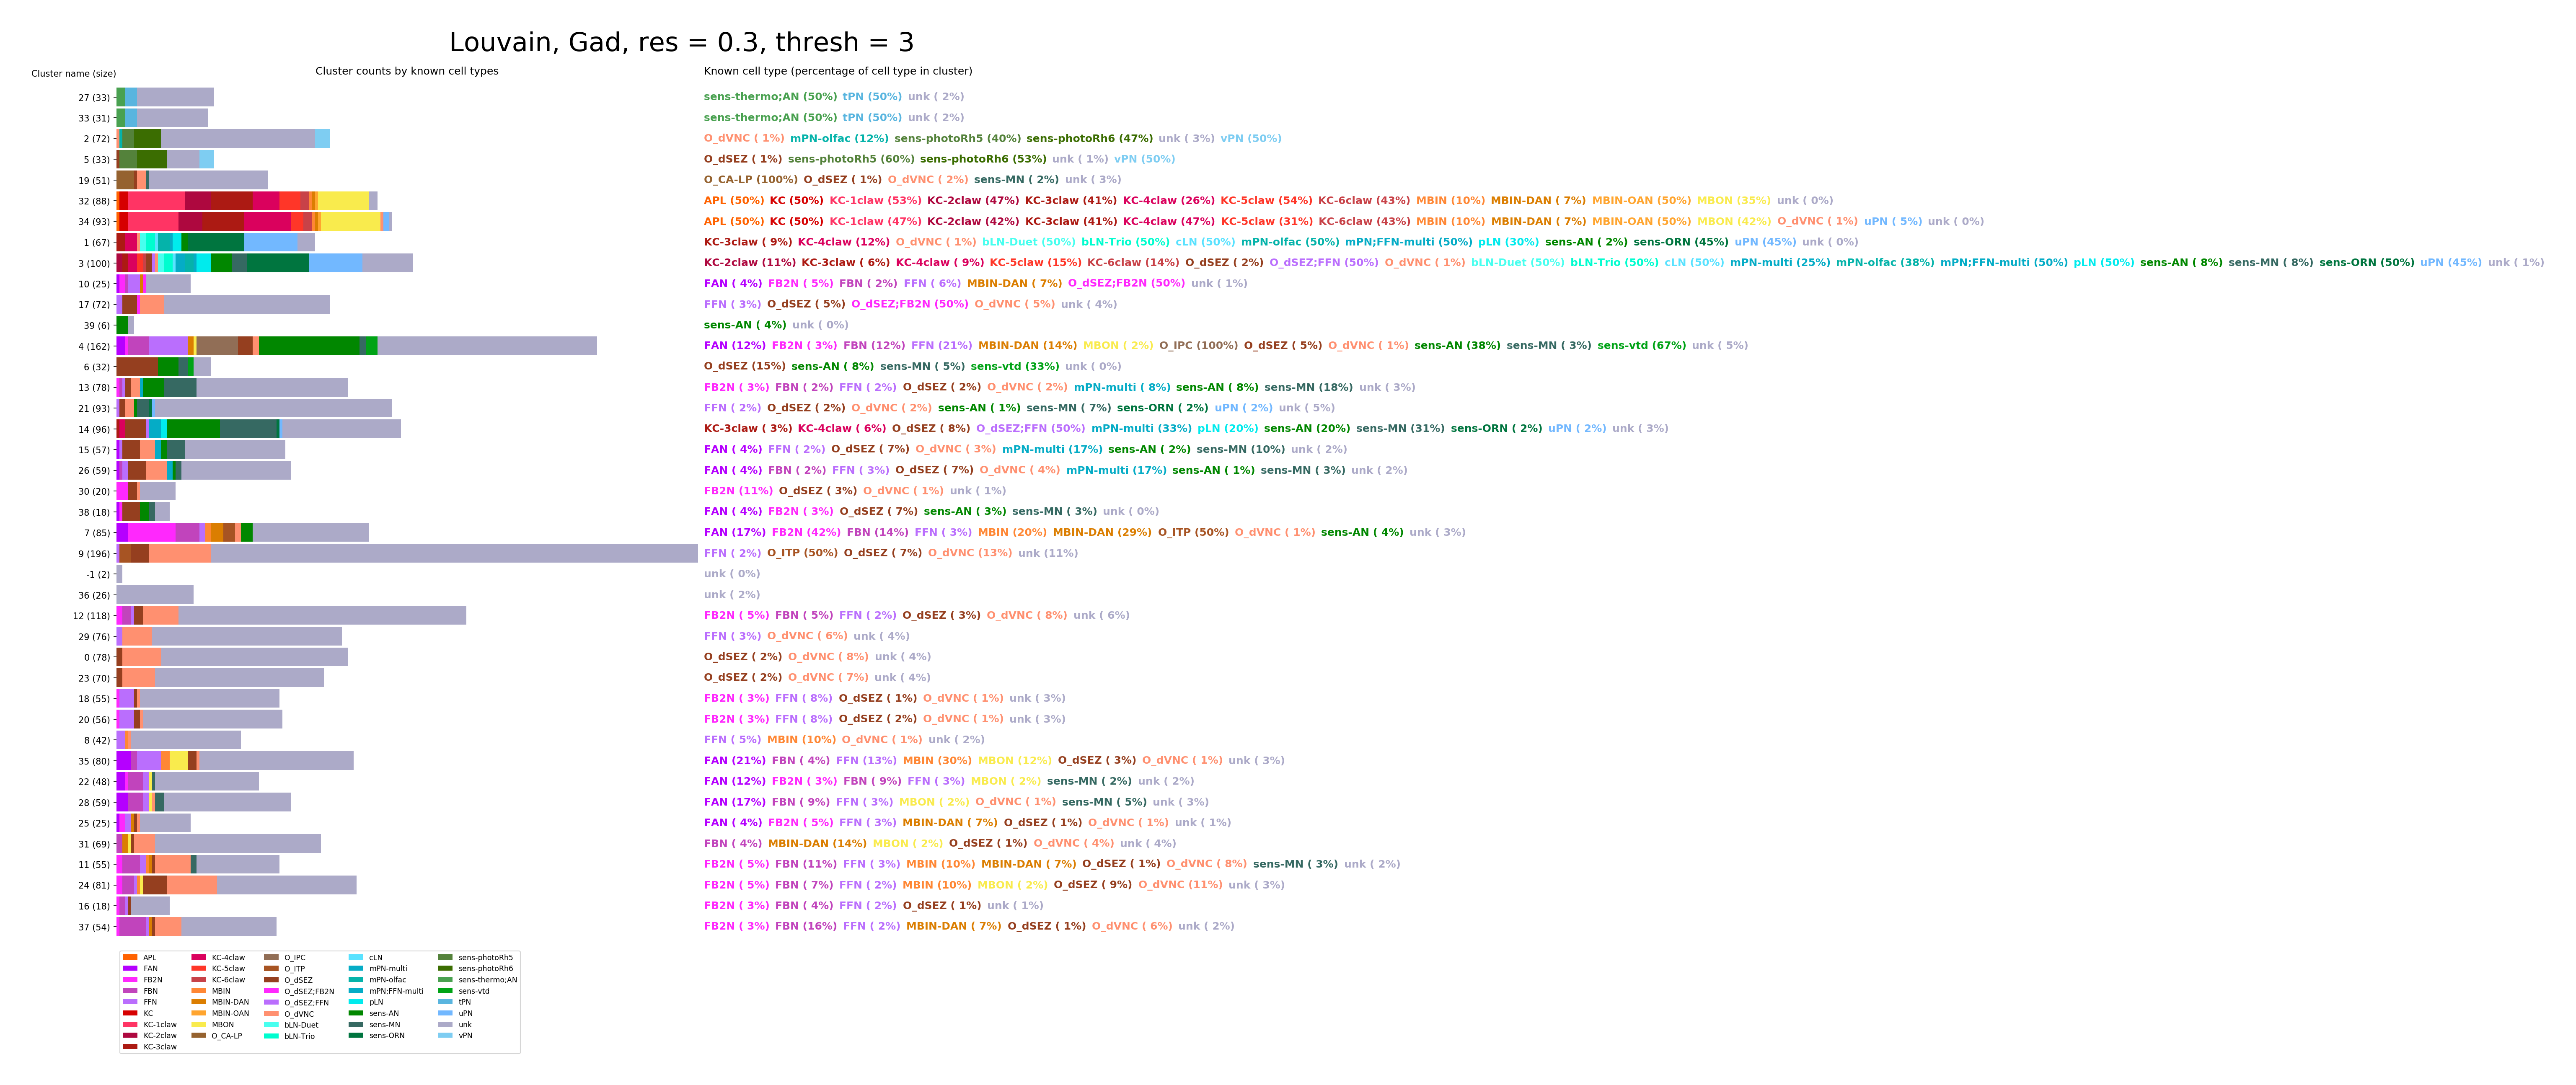 Louvain, Gad, res = 0.3, thresh = 3
Cluster name (size)
Cluster counts by known cell types
Known cell type (percentage of cell type in cluster)
27 (33) sens-thermo;AN (50%) tPN (50%) unk ( 2%)
33 (31) sens-thermo;AN (50%) tPN (50%) unk ( 2%)
2 (72) O_dVNC ( 1%) mPN-olfac (12%) sens-photoRh5 (40%) sens-photoRh6 (47%) unk ( 3%) vPN (50%)
5 (33) O_dSEZ ( 1%) sens-photoRh5 (60%) sens-photoRh6 (53%) unk ( 1%) vPN (50%)
19 (51) O_CA-LP (100%) O_dSEZ ( 1%) O_dVNC ( 2%) sens-MN ( 2%) unk ( 3%)
32 (88) APL (50%) KC (50%) KC-1claw (53%) KC-2claw (47%) KC-3claw (41%) KC-4claw (26%) KC-5claw (54%) KC-6claw (43%) MBIN (10%) MBIN-DAN ( 7%) MBIN-OAN (50%) MBON (35%) unk ( 0%)
34 (93) APL (50%) KC (50%) KC-1claw (47%) KC-2claw (42%) KC-3claw (41%) KC-4claw (47%) KC-5claw (31%) KC-6claw (43%) MBIN (10%) MBIN-DAN ( 7%) MBIN-OAN (50%) MBON (42%) O_dVNC ( 1%) uPN ( 5%) unk ( 0%)
1 (67) KC-3claw ( 9%) KC-4claw (12%) O_dVNC ( 1%) bLN-Duet (50%) bLN-Trio (50%) cLN (50%) mPN-olfac (50%) mPN;FFN-multi (50%) pLN (30%) sens-AN ( 2%) sens-ORN (45%) uPN (45%) unk ( 0%)
3 (100) KC-2claw (11%) KC-3claw ( 6%) KC-4claw ( 9%) KC-5claw (15%) KC-6claw (14%) O_dSEZ ( 2%) O_dSEZ;FFN (50%) O_dVNC ( 1%) bLN-Duet (50%) bLN-Trio (50%) cLN (50%) mPN-multi (25%) mPN-olfac (38%) mPN;FFN-multi (50%) pLN (50%) sens-AN ( 8%) sens-MN ( 8%) sens-ORN (50%) uPN (45%) unk ( 1%)
10 (25) FAN ( 4%) FB2N ( 5%) FBN ( 2%) FFN ( 6%) MBIN-DAN ( 7%) O_dSEZ;FB2N (50%) unk ( 1%)
17 (72) FFN ( 3%) O_dSEZ ( 5%) O_dSEZ;FB2N (50%) O_dVNC ( 5%) unk ( 4%)
39 (6) sens-AN ( 4%) unk ( 0%)
4 (162) FAN (12%) FB2N ( 3%) FBN (12%) FFN (21%) MBIN-DAN (14%) MBON ( 2%) O_IPC (100%) O_dSEZ ( 5%) O_dVNC ( 1%) sens-AN (38%) sens-MN ( 3%) sens-vtd (67%) unk ( 5%)
6 (32) O_dSEZ (15%) sens-AN ( 8%) sens-MN ( 5%) sens-vtd (33%) unk ( 0%)
13 (78) FB2N ( 3%) FBN ( 2%) FFN ( 2%) O_dSEZ ( 2%) O_dVNC ( 2%) mPN-multi ( 8%) sens-AN ( 8%) sens-MN (18%) unk ( 3%)
21 (93) FFN ( 2%) O_dSEZ ( 2%) O_dVNC ( 2%) sens-AN ( 1%) sens-MN ( 7%) sens-ORN ( 2%) uPN ( 2%) unk ( 5%)
14 (96) KC-3claw ( 3%) KC-4claw ( 6%) O_dSEZ ( 8%) O_dSEZ;FFN (50%) mPN-multi (33%) pLN (20%) sens-AN (20%) sens-MN (31%) sens-ORN ( 2%) uPN ( 2%) unk ( 3%)
15 (57) FAN ( 4%) FFN ( 2%) O_dSEZ ( 7%) O_dVNC ( 3%) mPN-multi (17%) sens-AN ( 2%) sens-MN (10%) unk ( 2%)
26 (59) FAN ( 4%) FBN ( 2%) FFN ( 3%) O_dSEZ ( 7%) O_dVNC ( 4%) mPN-multi (17%) sens-AN ( 1%) sens-MN ( 3%) unk ( 2%)
30 (20) FB2N (11%) O_dSEZ ( 3%) O_dVNC ( 1%) unk ( 1%)
38 (18) FAN ( 4%) FB2N ( 3%) O_dSEZ ( 7%) sens-AN ( 3%) sens-MN ( 3%) unk ( 0%)
7 (85) FAN (17%) FB2N (42%) FBN (14%) FFN ( 3%) MBIN (20%) MBIN-DAN (29%) O_ITP (50%) O_dVNC ( 1%) sens-AN ( 4%) unk ( 3%)
9 (196) FFN ( 2%) O_ITP (50%) O_dSEZ ( 7%) O_dVNC (13%) unk (11%)
-1 (2) unk ( 0%)
36 (26) unk ( 2%)
12 (118) FB2N ( 5%) FBN ( 5%) FFN ( 2%) O_dSEZ ( 3%) O_dVNC ( 8%) unk ( 6%)
29 (76) FFN ( 3%) O_dVNC ( 6%) unk ( 4%)
0 (78) O_dSEZ ( 2%) O_dVNC ( 8%) unk ( 4%)
23 (70) O_dSEZ ( 2%) O_dVNC ( 7%) unk ( 4%)
18 (55) FB2N ( 3%) FFN ( 8%) O_dSEZ ( 1%) O_dVNC ( 1%) unk ( 3%)
20 (56) FB2N ( 3%) FFN ( 8%) O_dSEZ ( 2%) O_dVNC ( 1%) unk ( 3%)
8 (42) FFN ( 5%) MBIN (10%) O_dVNC ( 1%) unk ( 2%)
35 (80) FAN (21%) FBN ( 4%) FFN (13%) MBIN (30%) MBON (12%) O_dSEZ ( 3%) O_dVNC ( 1%) unk ( 3%)
22 (48) FAN (12%) FB2N ( 3%) FBN ( 9%) FFN ( 3%) MBON ( 2%) sens-MN ( 2%) unk ( 2%)
28 (59) FAN (17%) FBN ( 9%) FFN ( 3%) MBON ( 2%) O_dVNC ( 1%) sens-MN ( 5%) unk ( 3%)
25 (25) FAN ( 4%) FB2N ( 5%) FFN ( 3%) MBIN-DAN ( 7%) O_dSEZ ( 1%) O_dVNC ( 1%) unk ( 1%)
31 (69) FBN ( 4%) MBIN-DAN (14%) MBON ( 2%) O_dSEZ ( 1%) O_dVNC ( 4%) unk ( 4%)
11 (55) FB2N ( 5%) FBN (11%) FFN ( 3%) MBIN (10%) MBIN-DAN ( 7%) O_dSEZ ( 1%) O_dVNC ( 8%) sens-MN ( 3%) unk ( 2%)
24 (81) FB2N ( 5%) FBN ( 7%) FFN ( 2%) MBIN (10%) MBON ( 2%) O_dSEZ ( 9%) O_dVNC (11%) unk ( 3%)
16 (18) FB2N ( 3%) FBN ( 4%) FFN ( 2%) O_dSEZ ( 1%) unk ( 1%)
37 (54) FB2N ( 3%) FBN (16%) FFN ( 2%) MBIN-DAN ( 7%) O_dSEZ ( 1%) O_dVNC ( 6%) unk ( 2%)
APL KC-4claw O_IPC cLN sens-photoRh5
FAN KC-5claw O_ITP mPN-multi sens-photoRh6
FB2N KC-6claw O_dSEZ mPN-olfac sens-thermo;AN
FBN MBIN O_dSEZ;FB2N mPN;FFN-multi sens-vtd
FFN MBIN-DAN O_dSEZ;FFN pLN tPN
KC MBIN-OAN O_dVNC sens-AN uPN
KC-1claw MBON bLN-Duet sens-MN unk
KC-2claw O_CA-LP bLN-Trio sens-ORN vPN
KC-3claw